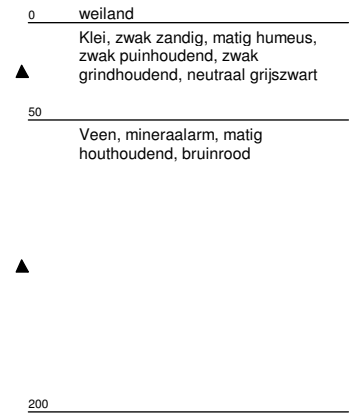 0 weiland
Klei, zwak zandig, matig humeus,
zwak puinhoudend, zwak
grindhoudend, neutraal grijszwart
50
Veen, mineraalarm, matig
houthoudend, bruinrood
200